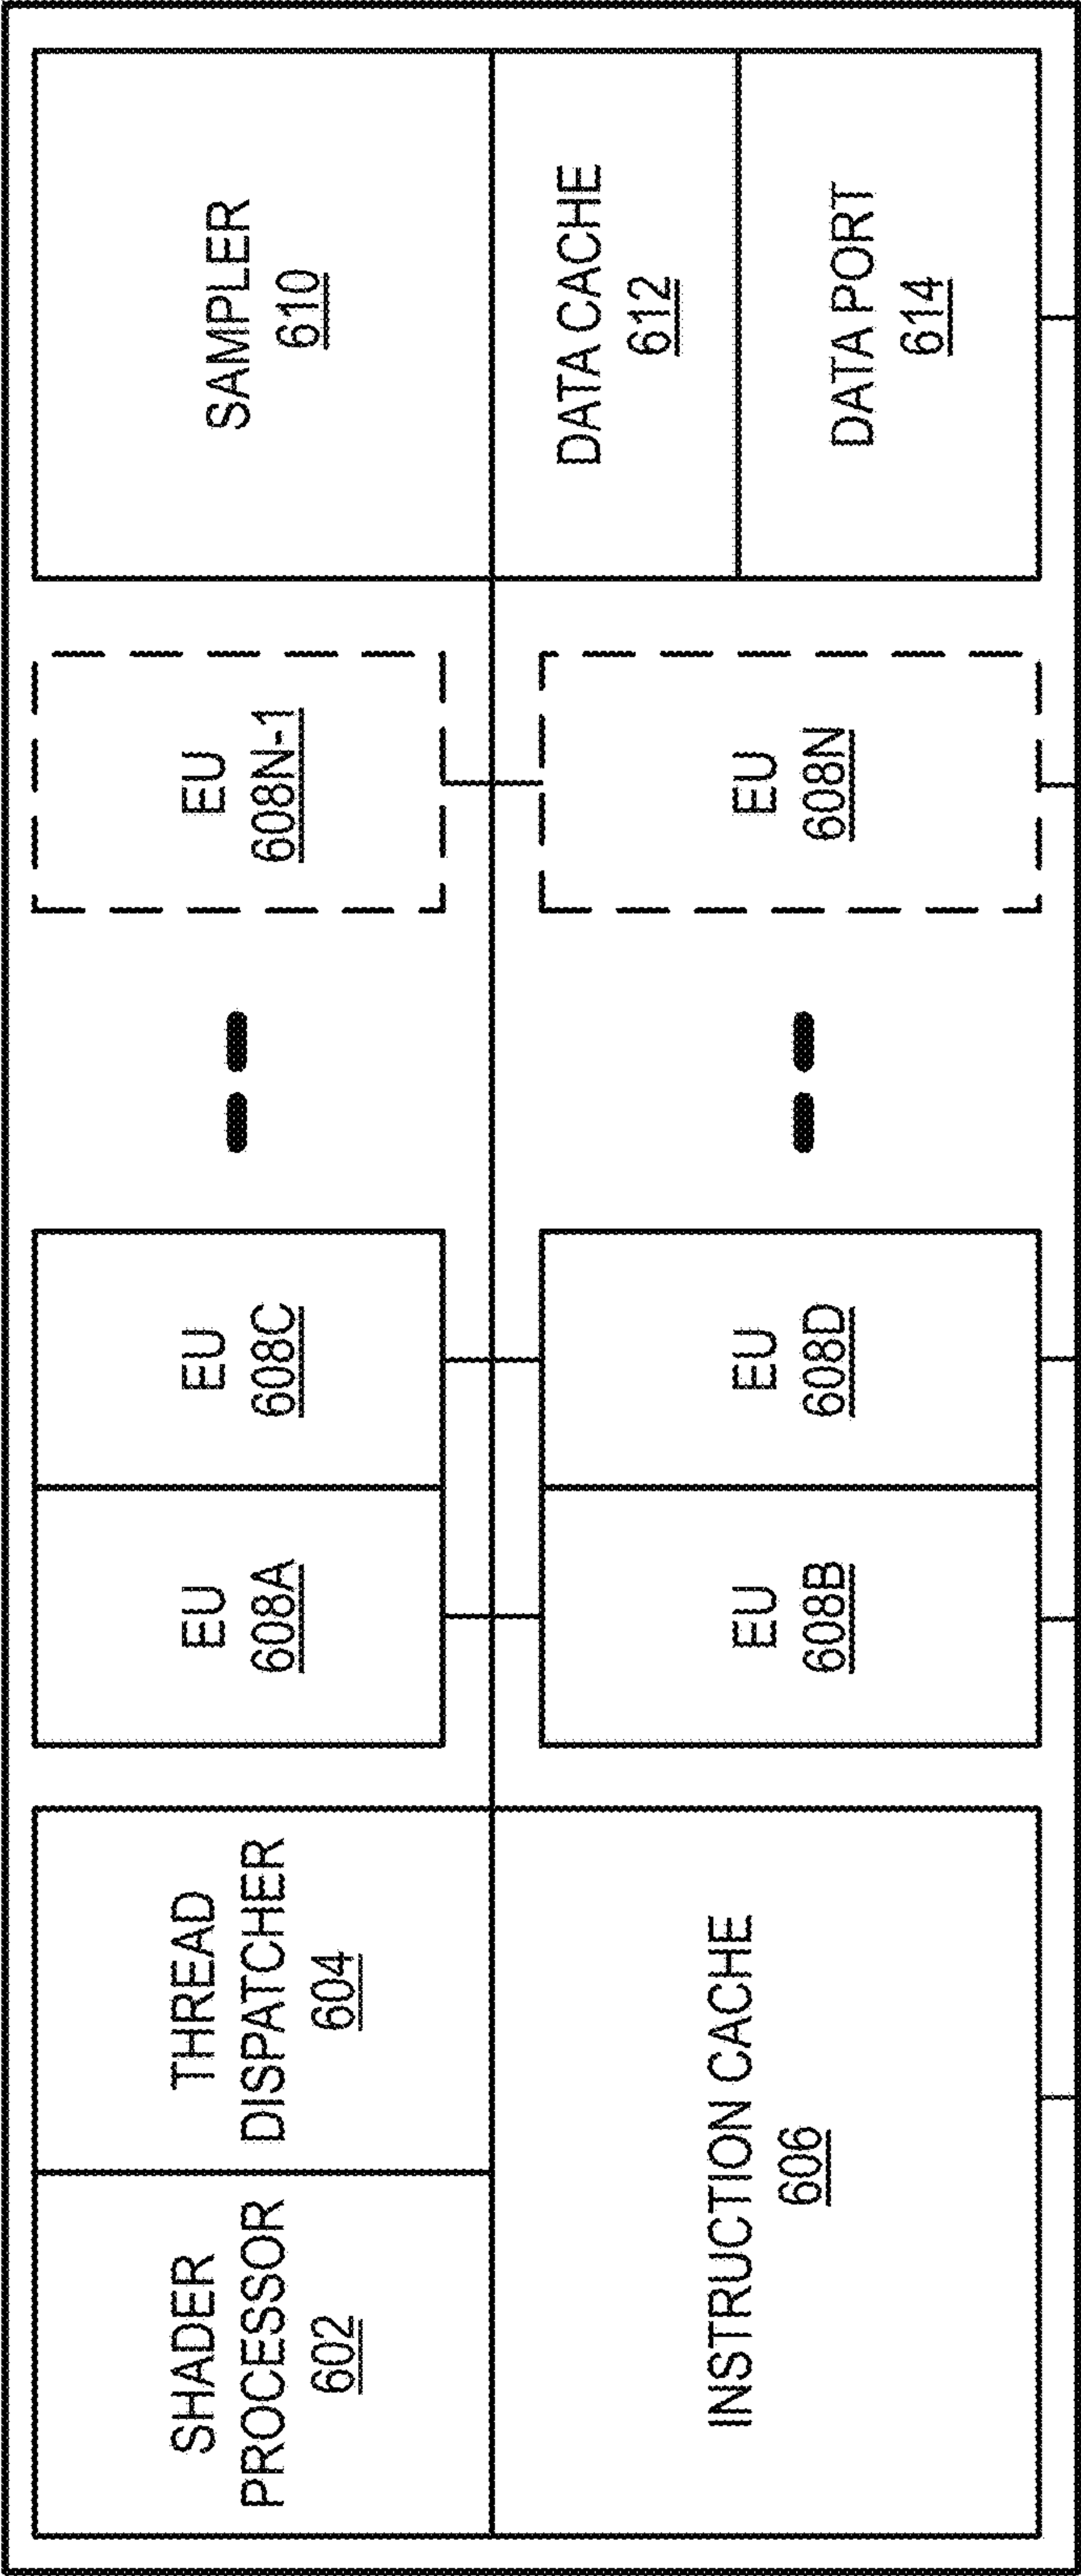 SHADER
PROCESSOR
602
THREAD
DISPATCHER
604
INSTRUCTION CACHE
606
EU
608A
EU
608C
EU
608B
EU
608D
EU
608N-1
EU
608N
SAMPLER
610
DATA CACHE
612
DATA PORT
614